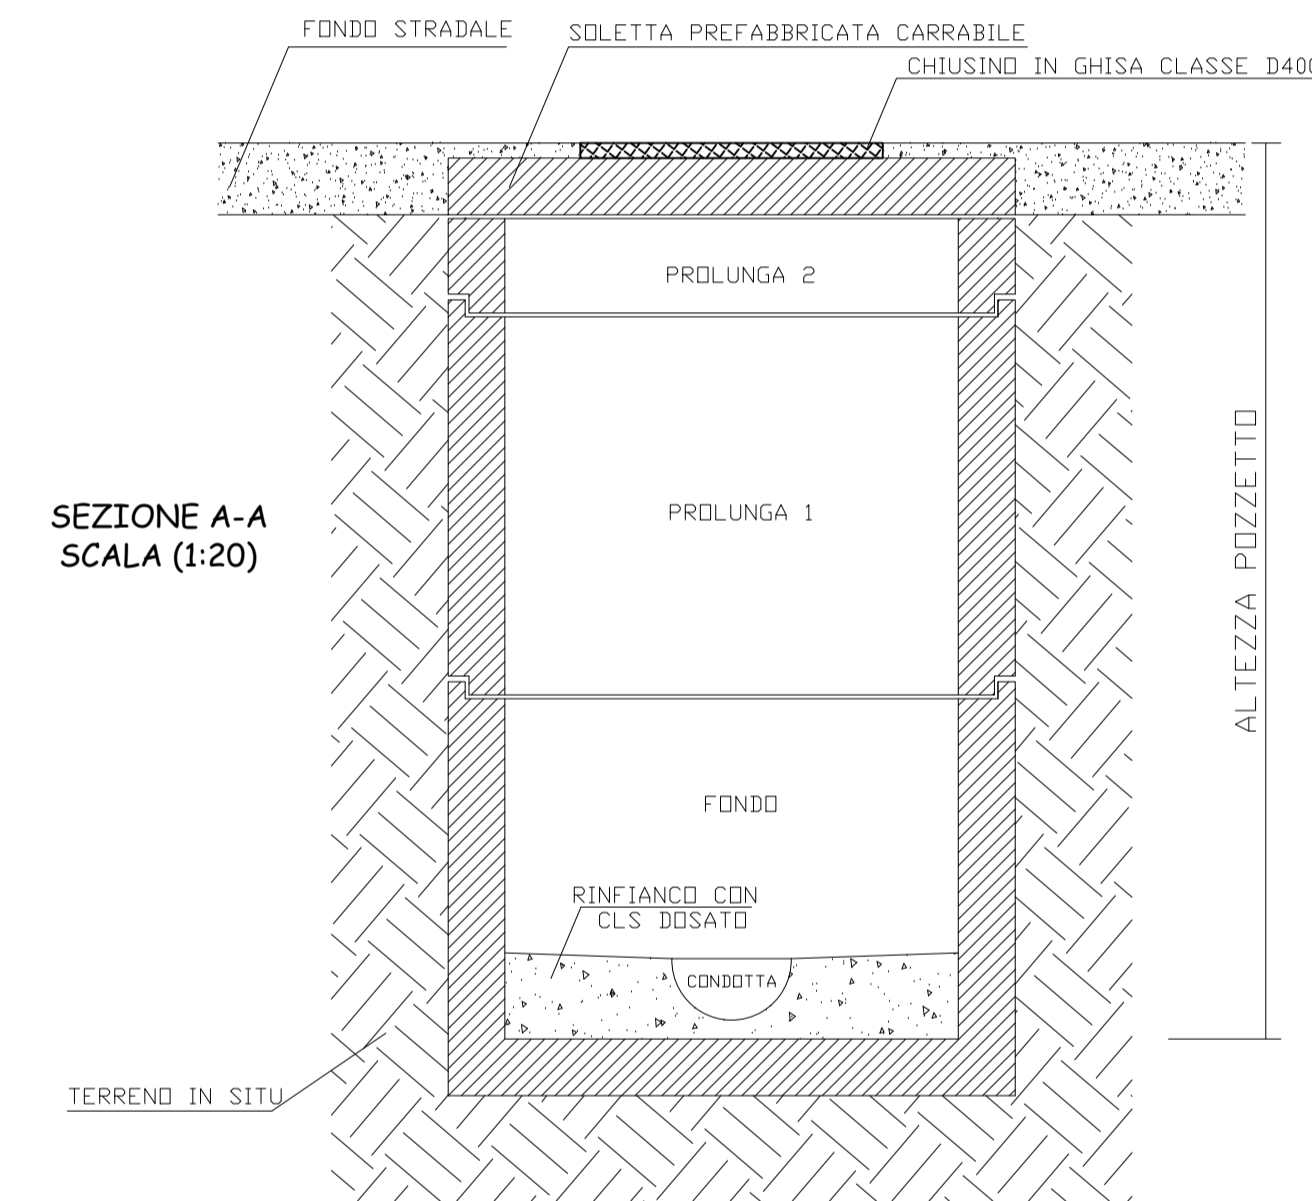 FONDO STRADALE
SOLETTA PREFABBRICATA CARRABILE
CHIUSINO IN GHISA CLASSE D400
PROLUNGA 2
PROLUNGA 1
SEZIONE A-A
SCALA (1:20)
ALTEZZA POZZETTO
FONDO
RINFIANCO CON
CLS DOSATO
CONDOTTA
TERRENO IN SITU